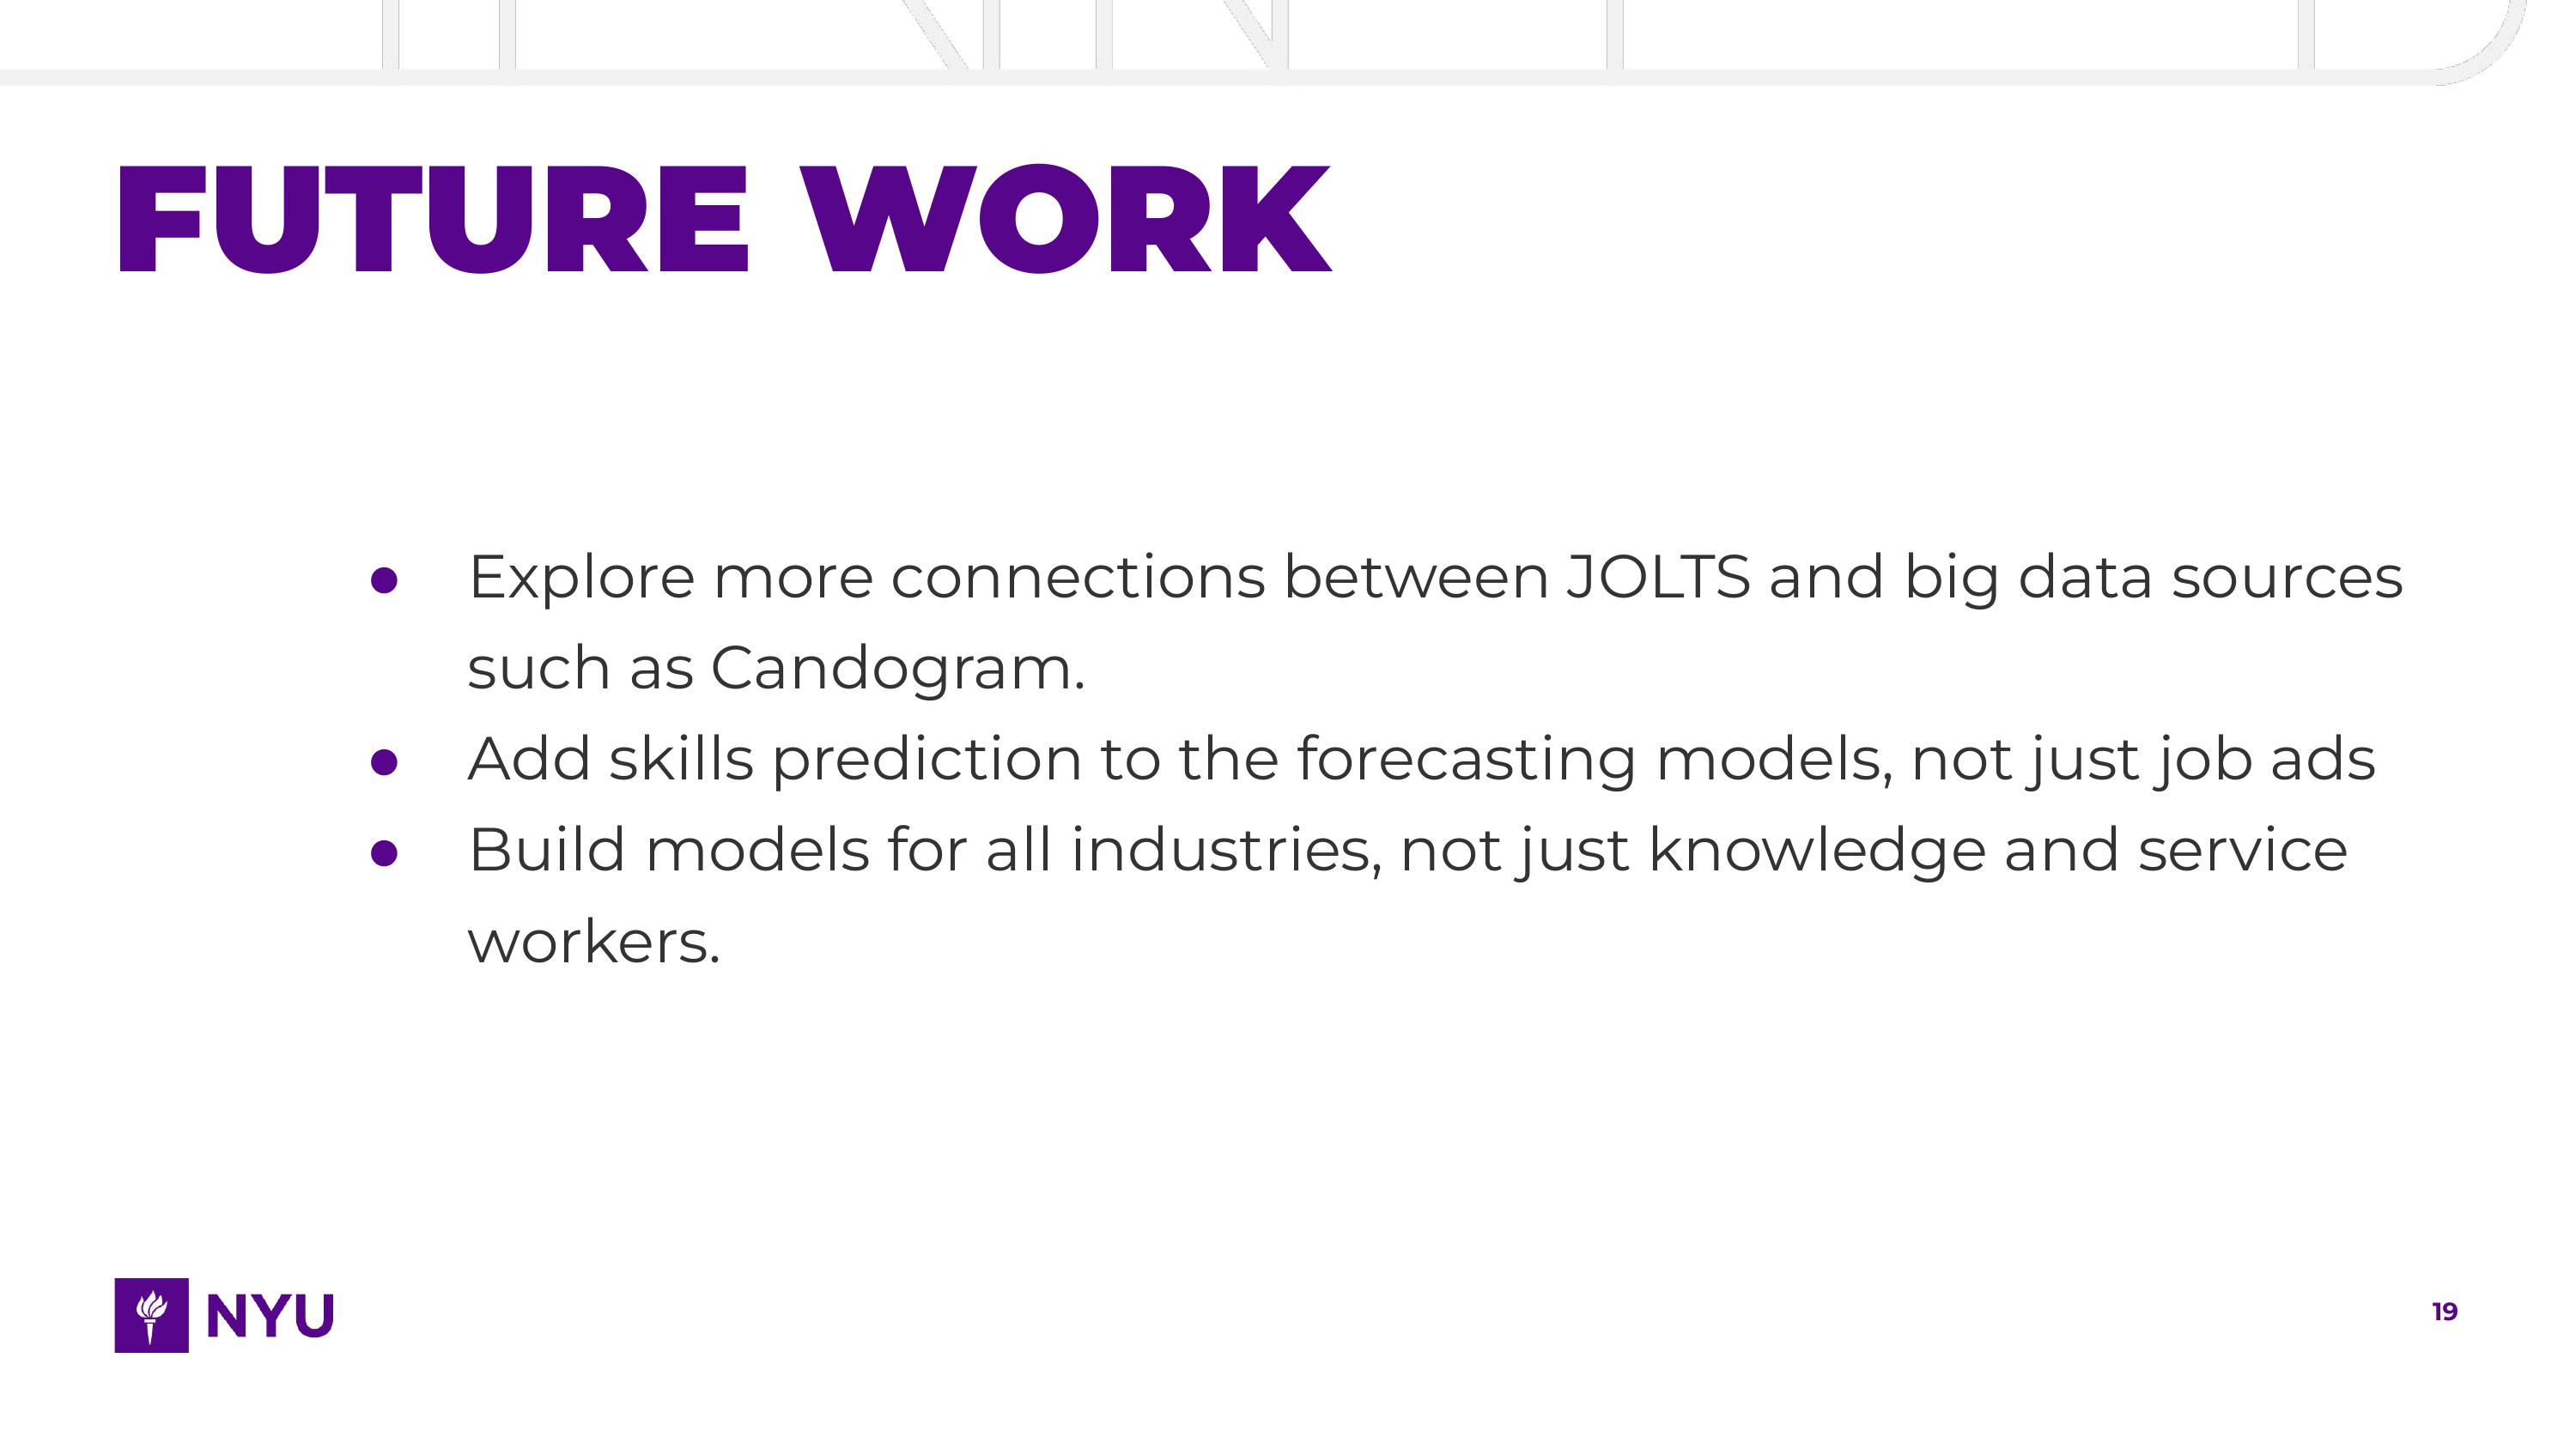 FUTURE WORK
● Explore more connections between JOLTS and big data sources
such as Candogram.
● Add skills prediction to the forecasting models, not just job ads
● Build models for all industries, not just knowledge and service
workers.
NYU
19